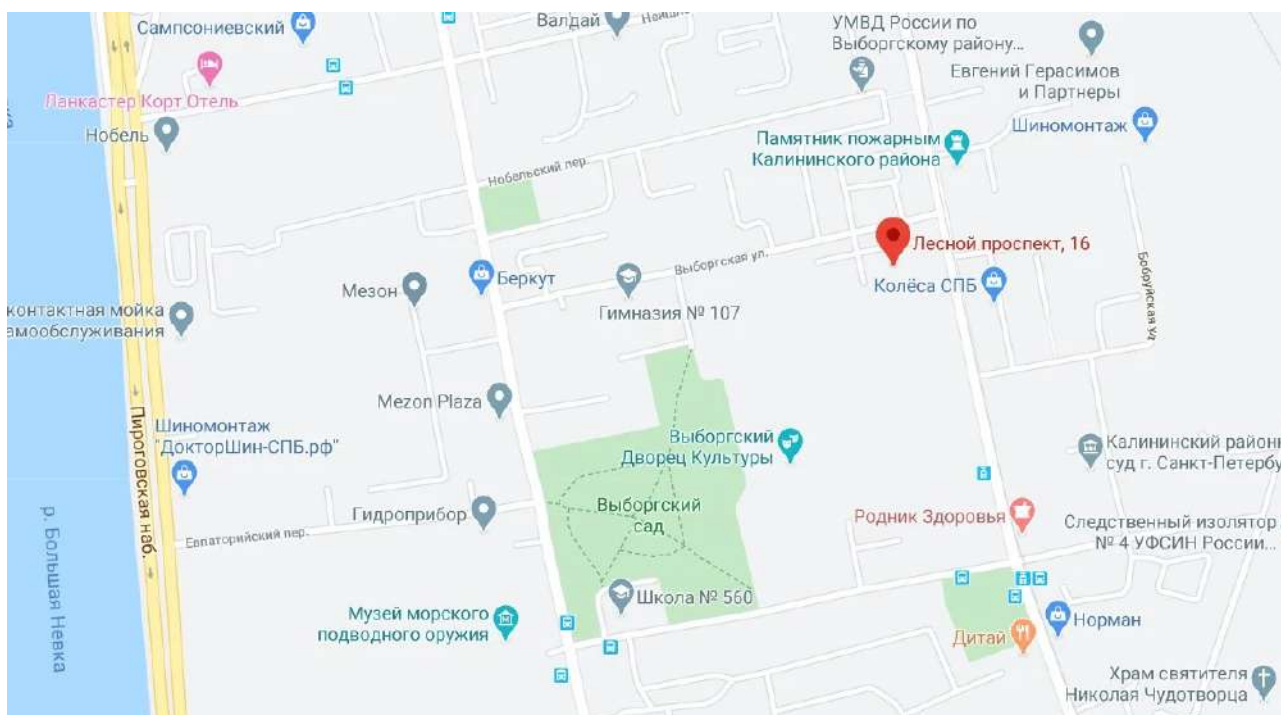 Сампсониевский
Валдай
УМВД России по
Выборгскому району...
Евгений Герасимов
и Партнеры
Ланкастер Корт Отель
Нобель
Шиномонтаж
Памятник пожарным
Калининского района
Нобельский пер.
Лесной проспект, 16
Выборгская ул.
Беркут
Мезон
Колёса СПБ
Бобруйская Ул
Гимназия № 107
контактная мойка
амообслуживания
Mezon Plaza
Пироговская наб.
Шиномонтаж
"ДокторШин-СПБ.рф"
Выборгский
Дворец Культуры
Калининский районн
суд г. Санкт-Петербу
Гидроприбор
Выборгский
сад
Родник Здоровья
Следственный изолятор
№ 4 УФСИН России...
Евпаторийский пер.
р. Большая Невка
Школа № 560
Музей морского
подводного оружия
Норман
Дитай
Храм святителя
Николая Чудотворца